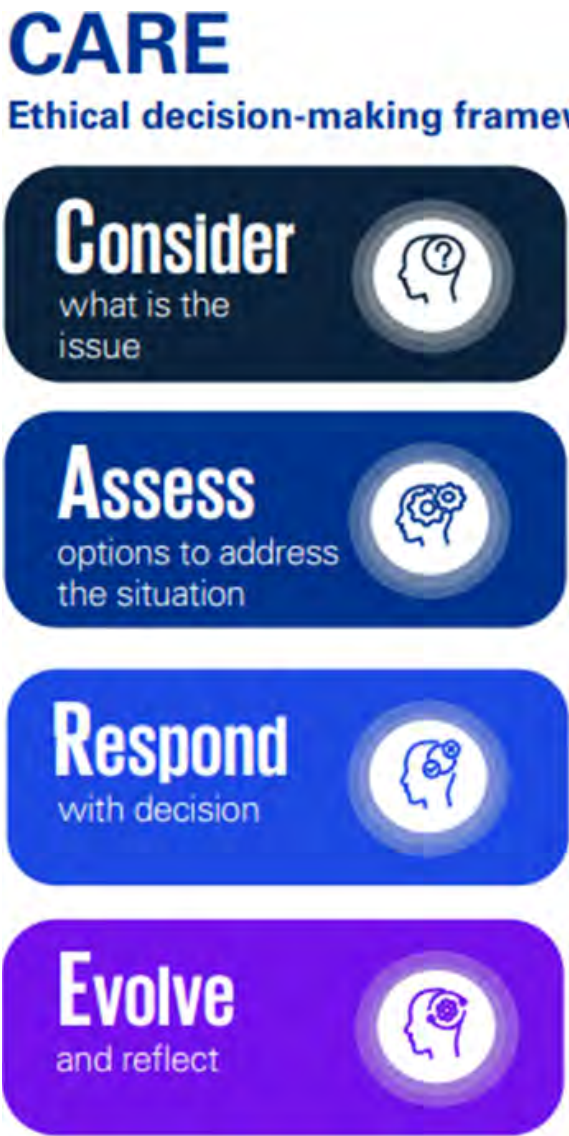 CARE
Ethical decision-making
Consider
what is the
issue
?
Assess
options to address
the situation
Respond
with decision
Evolve
and reflect